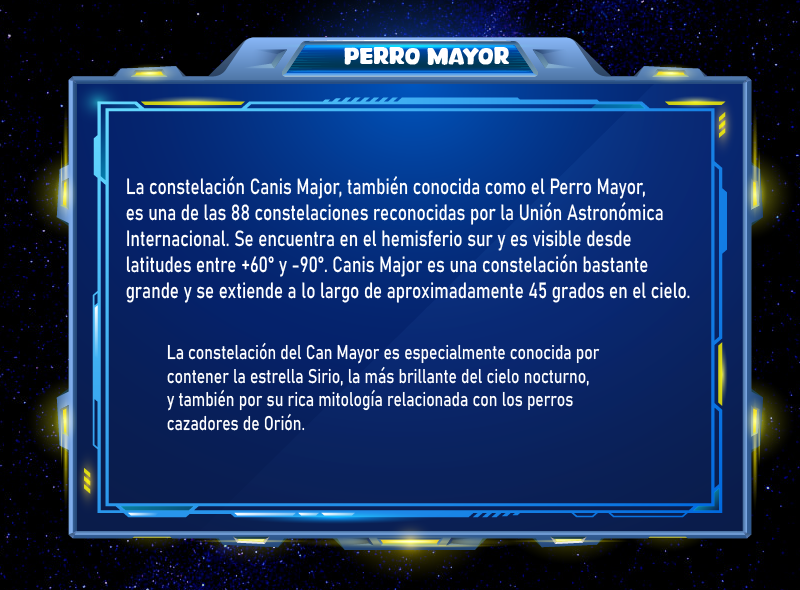 PERRO MAYOR
La constelación Canis Major, también conocida como el Perro Mayor,
es una de las 88 constelaciones reconocidas por la Unión Astronómica
Internacional. Se encuentra en el hemisferio sur y es visible desde
latitudes entre +60° y -90°. Canis Major es una constelación bastante
grande y se extiende a lo largo de aproximadamente 45 grados en el cielo.
La constelación del Can Mayor es especialmente conocida por
contener la estrella Sirio, la más brillante del cielo nocturno,
y también por su rica mitología relacionada con los perros
cazadores de Orión.